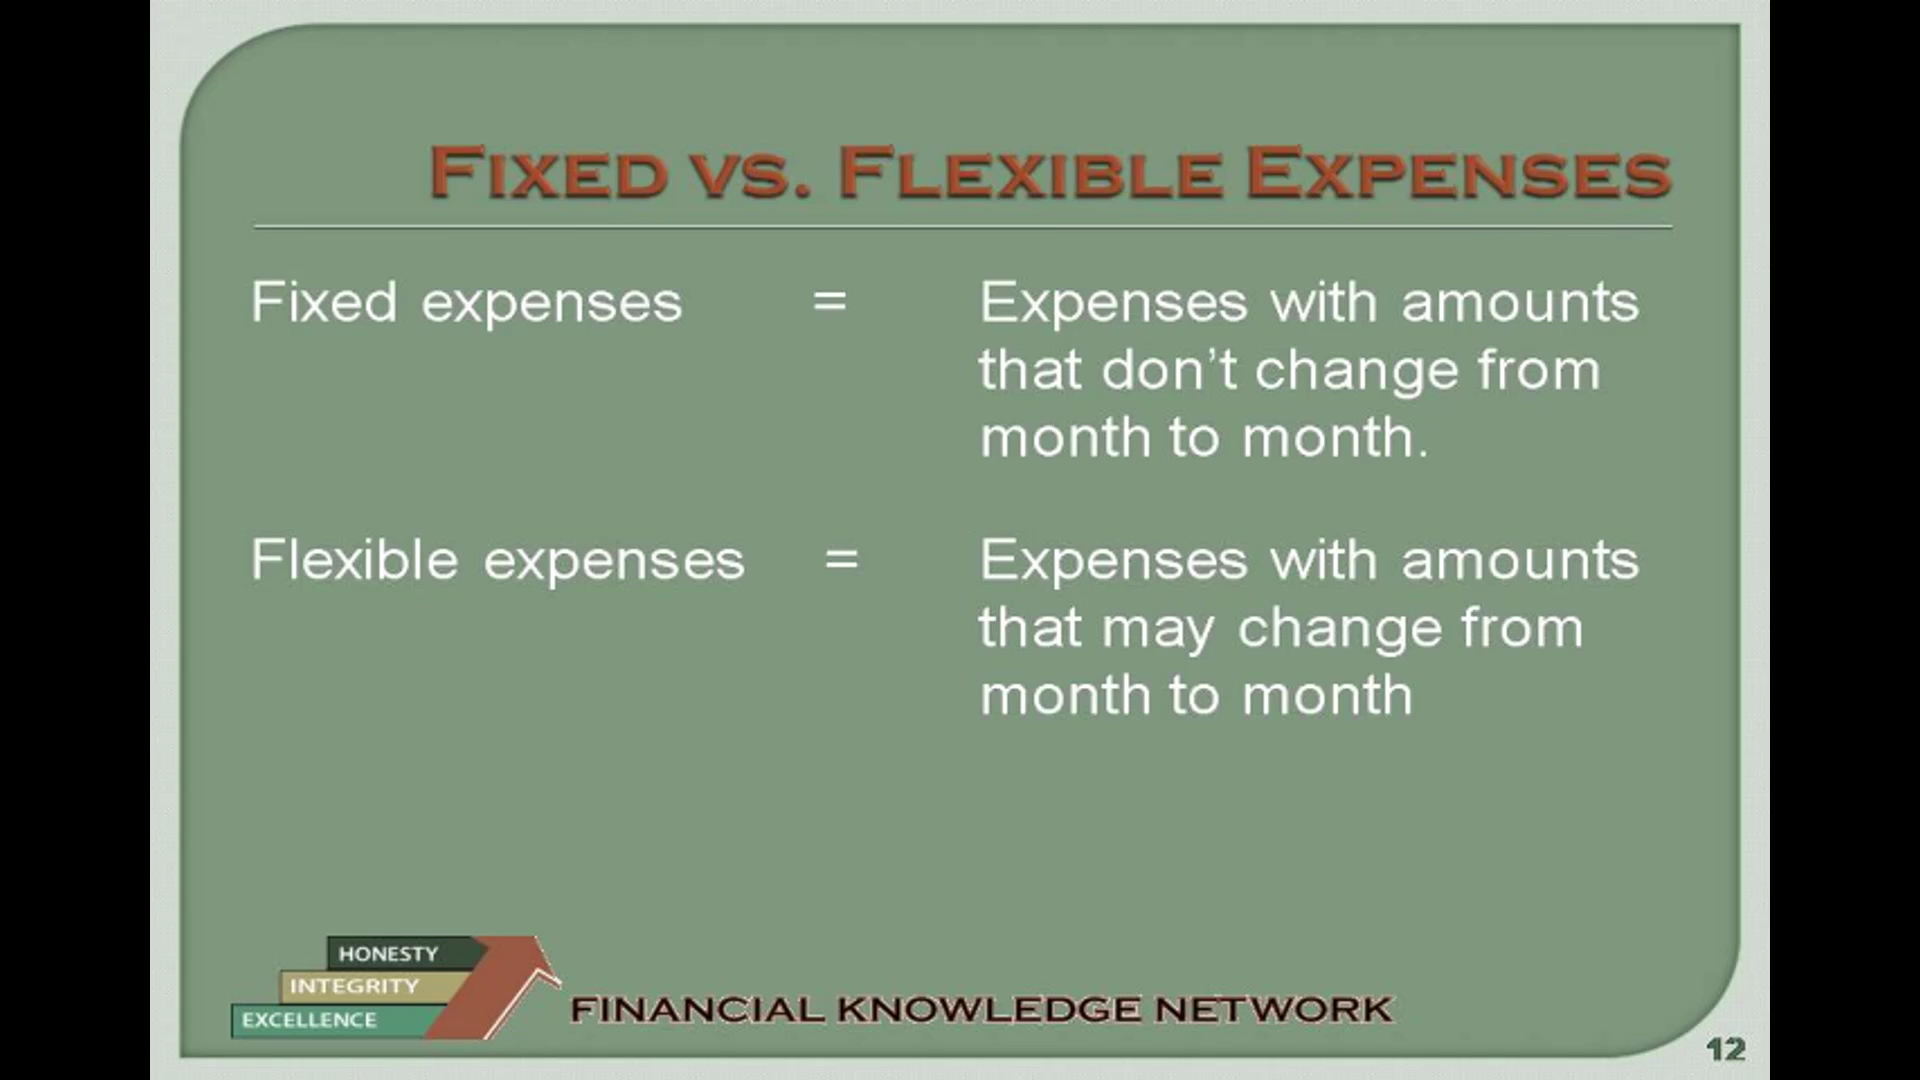 FIXED VS. FLEXIBLE EXPENSES
Fixed expenses = Expenses with amounts
that don’t change from
month to month.
Flexible expenses = Expenses with amounts
that may change from
month to month
HONESTY
INTEGRITY
EXCELLENCE
FINANCIAL KNOWLEDGE NETWORK
12